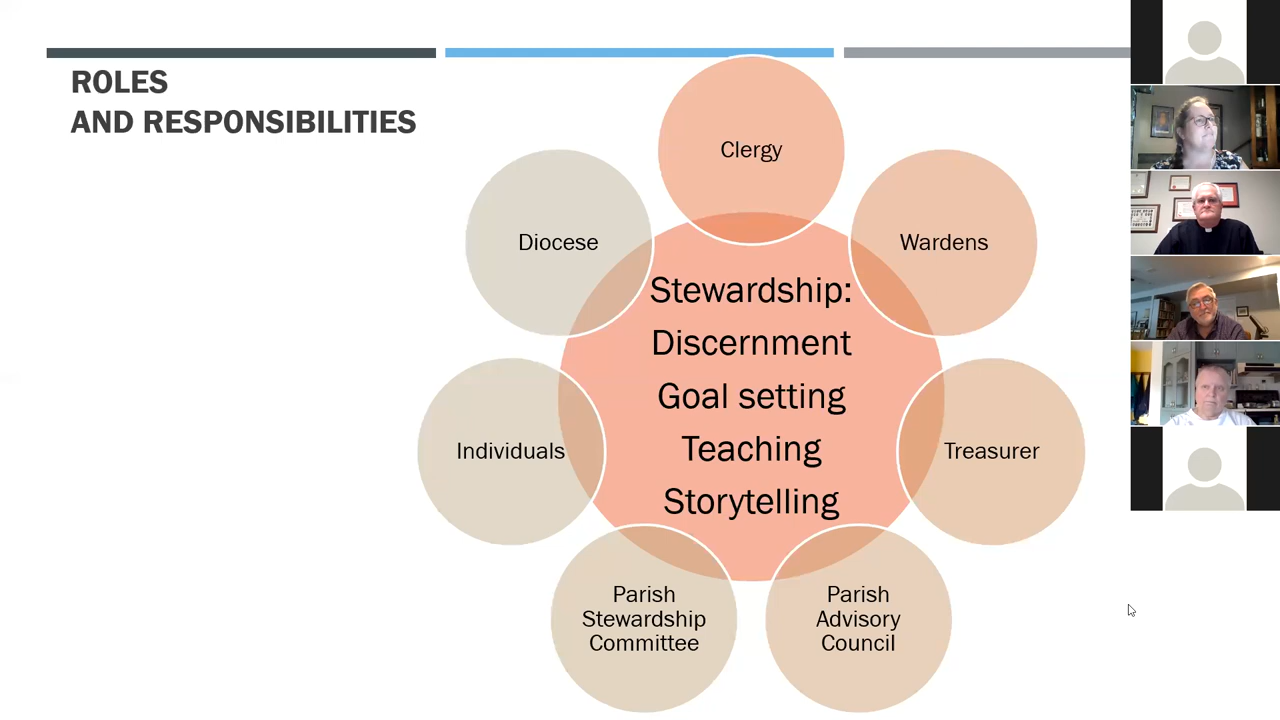 ROLES
AND RESPONSIBILITIES
Clergy
Diocese
Wardens
Stewardship:
Discernment
Goal setting
Teaching
Storytelling
Individuals
Treasurer
Parish
Stewardship
Committee
Parish
Advisory
Council